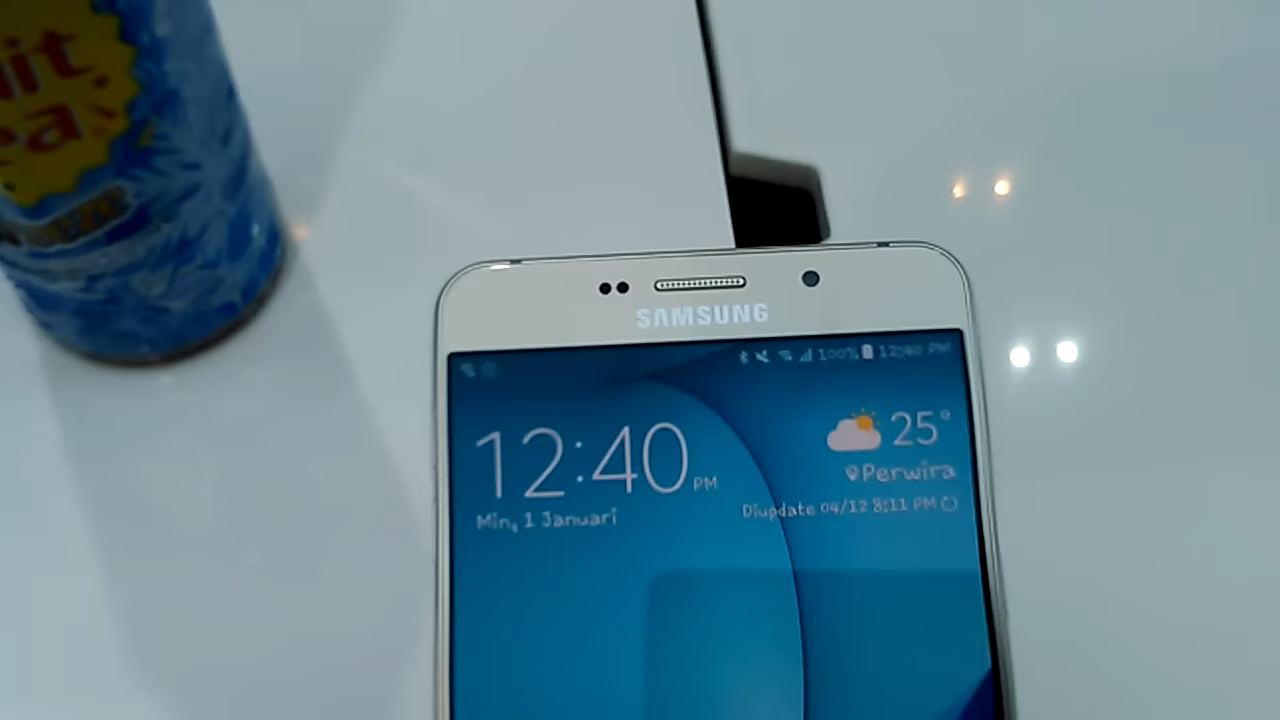 SAMSUNG
100% 12:40 PM
12:40 PM
Min, 1 Januari
25°
Perwira
Diupdate 04/12 8:11 PM